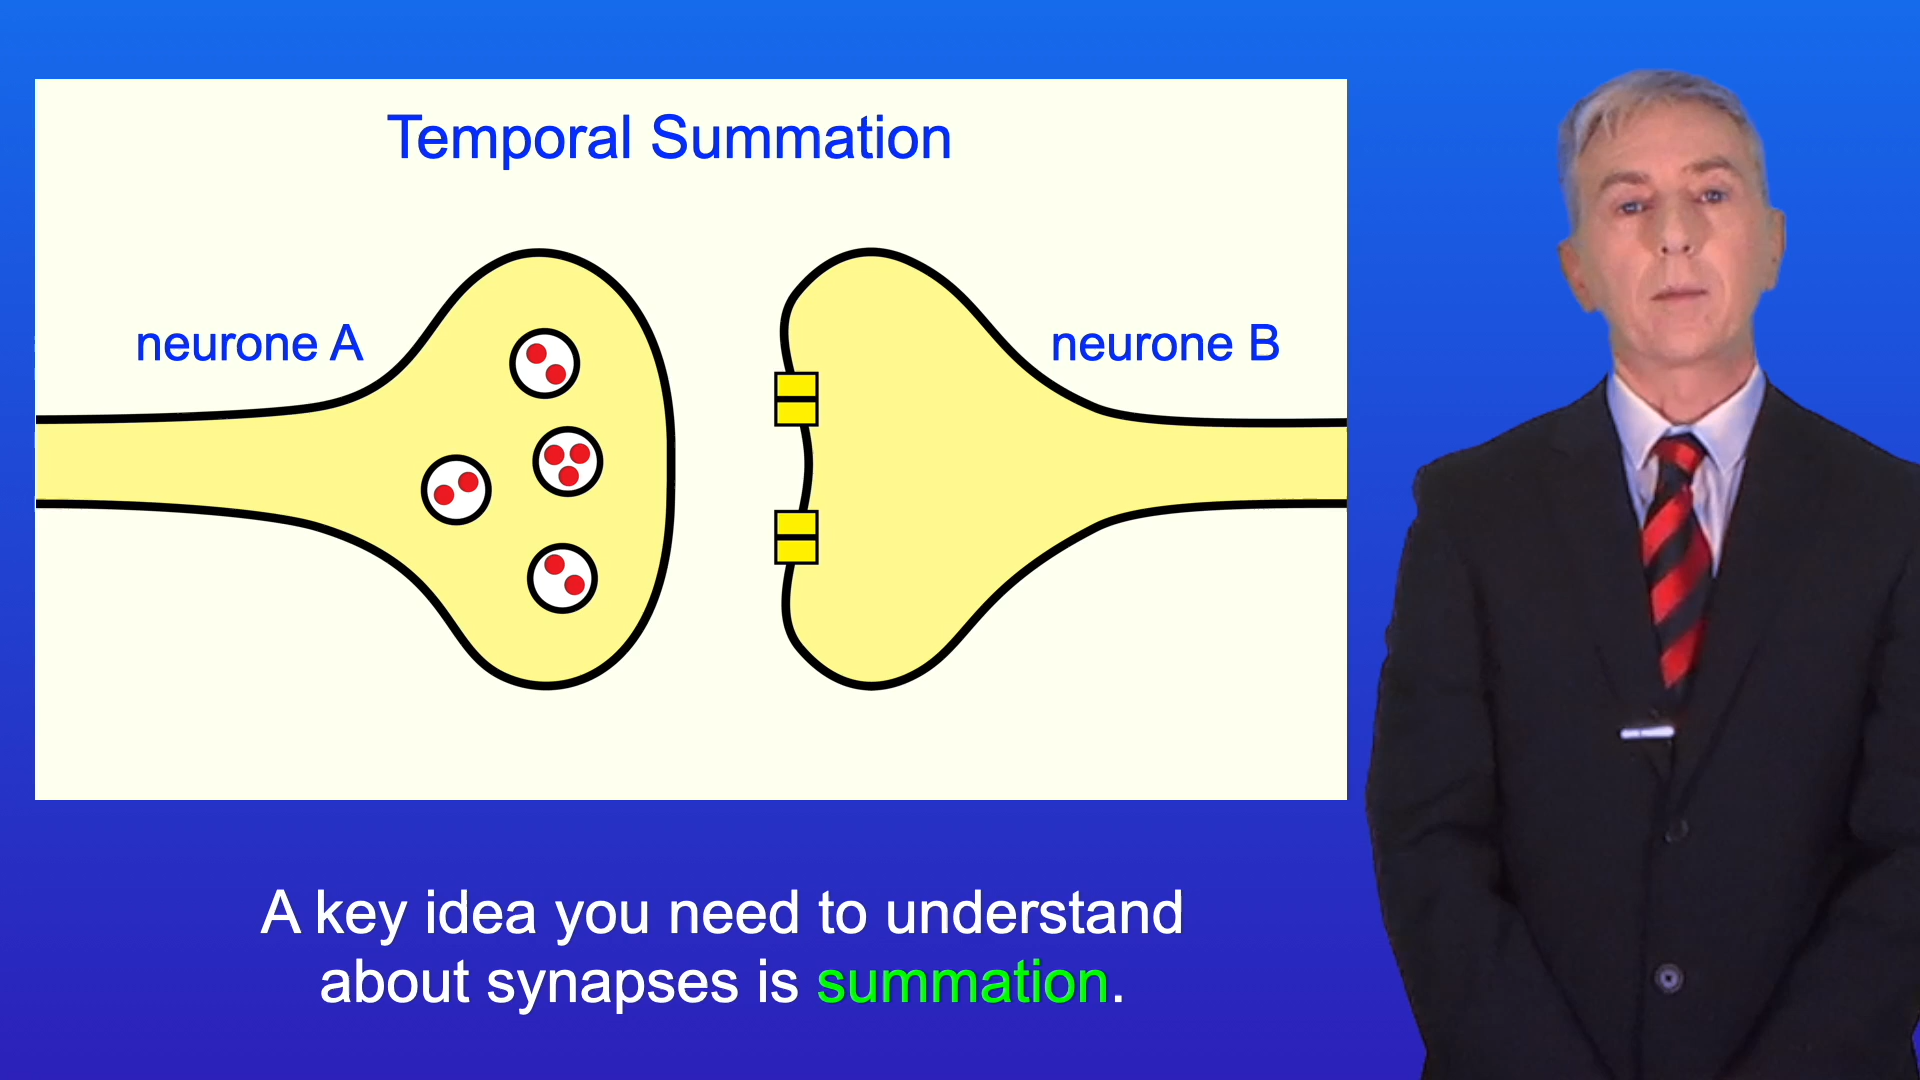 Temporal Summation
neurone A
neurone B
A key idea you need to understand
about synapses is summation.